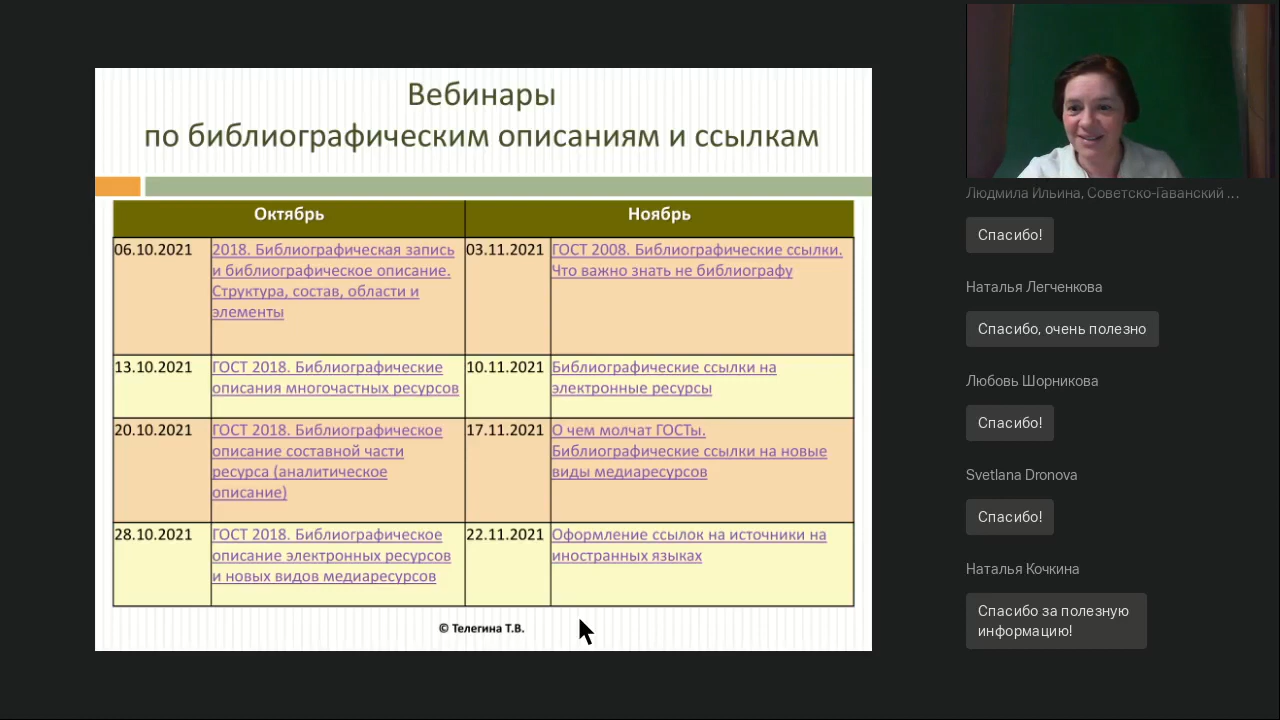 Вебинары
по библиографическим описаниям и ссылкам
Октябрь
Ноябрь
06.10.2021
2018. Библиографическая запись
и библиографическое описание.
Структура, состав, области и
элементы
03.11.2021
ГОСТ 2008. Библиографические ссылки.
Что важно знать не библиографу
13.10.2021
ГОСТ 2018. Библиографические
описания многочастных ресурсов
10.11.2021
Библиографические ссылки на
электронные ресурсы
20.10.2021
ГОСТ 2018. Библиографическое
описание составной части
ресурса (аналитическое
описание)
17.11.2021
О чем молчат ГОСТы.
Библиографические ссылки на новые
виды медиаресурсов
28.10.2021
ГОСТ 2018. Библиографическое
описание электронных ресурсов
и новых видов медиаресурсов
22.11.2021
Оформление ссылок на источники на
иностранных языках
© Телегина Т.В.
Людмила Ильина, Советско-Гаванский ...
Спасибо!
Наталья Легченкова
Спасибо, очень полезно
Любовь Шорникова
Спасибо!
Svetlana Dronova
Спасибо!
Наталья Кочкина
Спасибо за полезную
информацию!